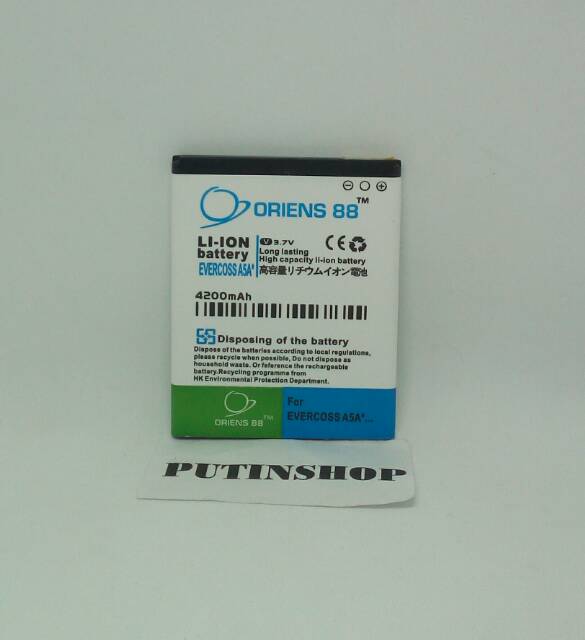 ⊖ ○ ⊕
ORIENS 88™
LI-ION
battery
EVERCOSS A5A*
V 3.7V
Long lasting
High capacity li-ion battery
高容量リチウムイオン電池
CE
4200mAh
Disposing of the battery
Dispose of the batteries according to local regulations,
please recycle when possible, Do not dispose as
household waste. Or reference the rechargeable
battery.Recycling programme from
HK Environmental Protection Department.
ORIENS 88™
For
EVERCOSS A5A*...
PUTINSHOP